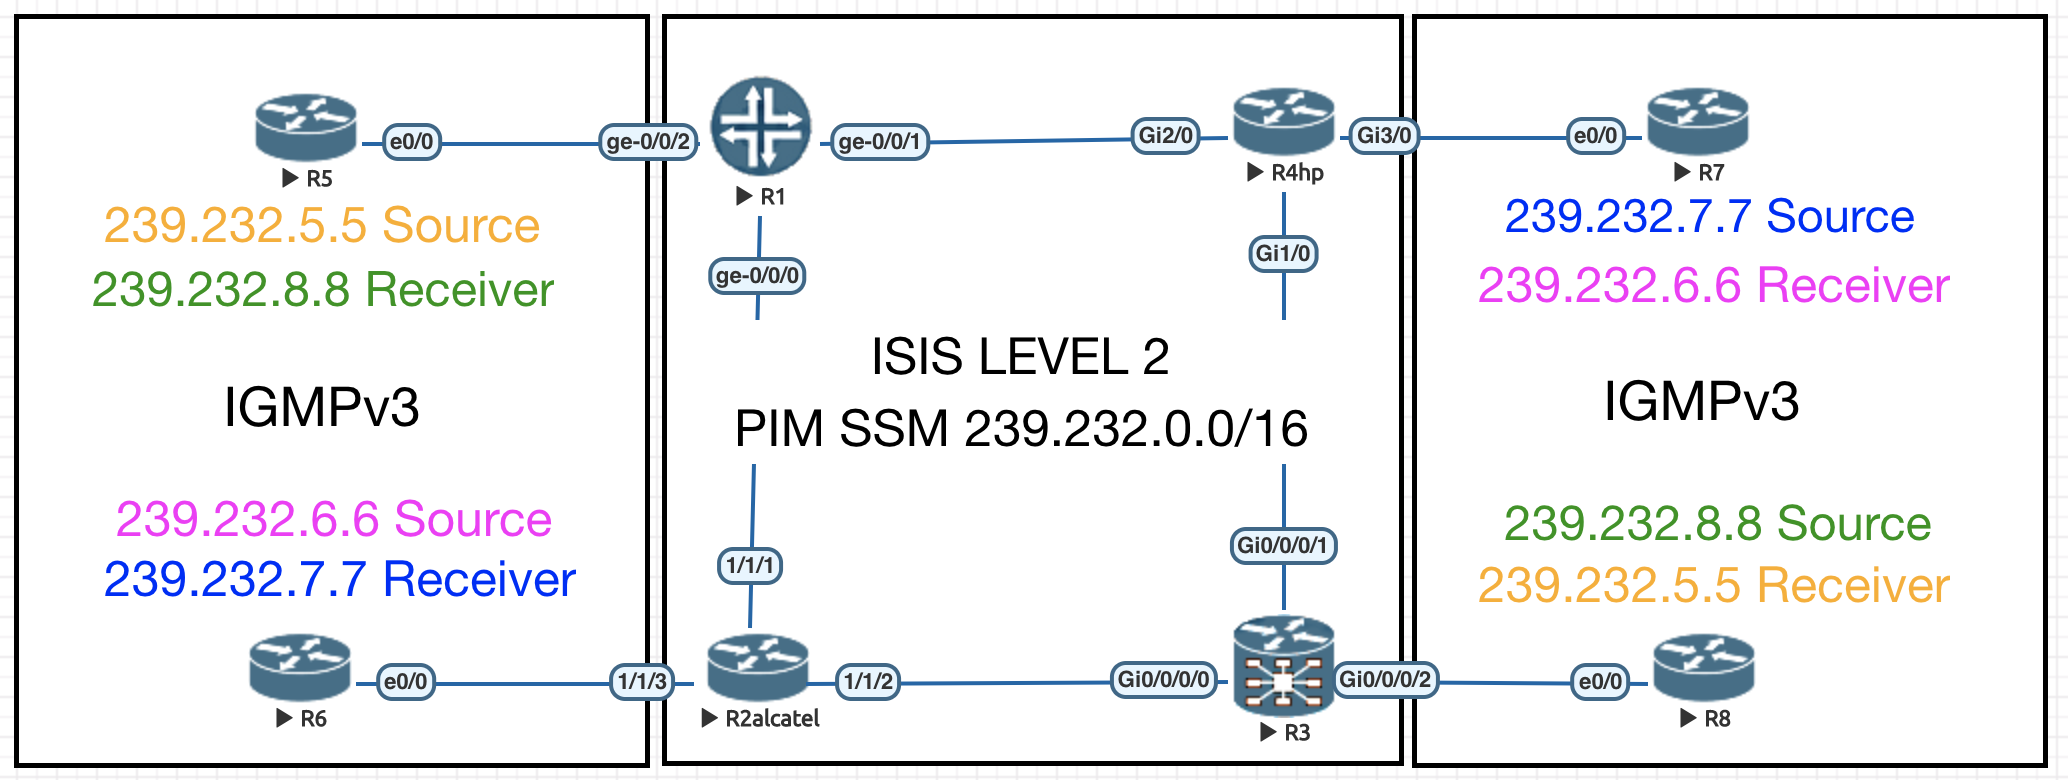 e0/0
ge-0/0/2
ge-0/0/1
Gi2/0
Gi3/0
e0/0
R5
R1
R4hp
R7
239.232.5.5 Source
239.232.8.8 Receiver
239.232.7.7 Source
239.232.6.6 Receiver
ge-0/0/0
Gi1/0
ISIS LEVEL 2
PIM SSM 239.232.0.0/16
IGMPv3
IGMPv3
239.232.6.6 Source
239.232.7.7 Receiver
239.232.8.8 Source
239.232.5.5 Receiver
1/1/1
Gi0/0/0/1
e0/0
1/1/3
1/1/2
Gi0/0/0/0
Gi0/0/0/2
e0/0
R6
R2alcatel
R3
R8